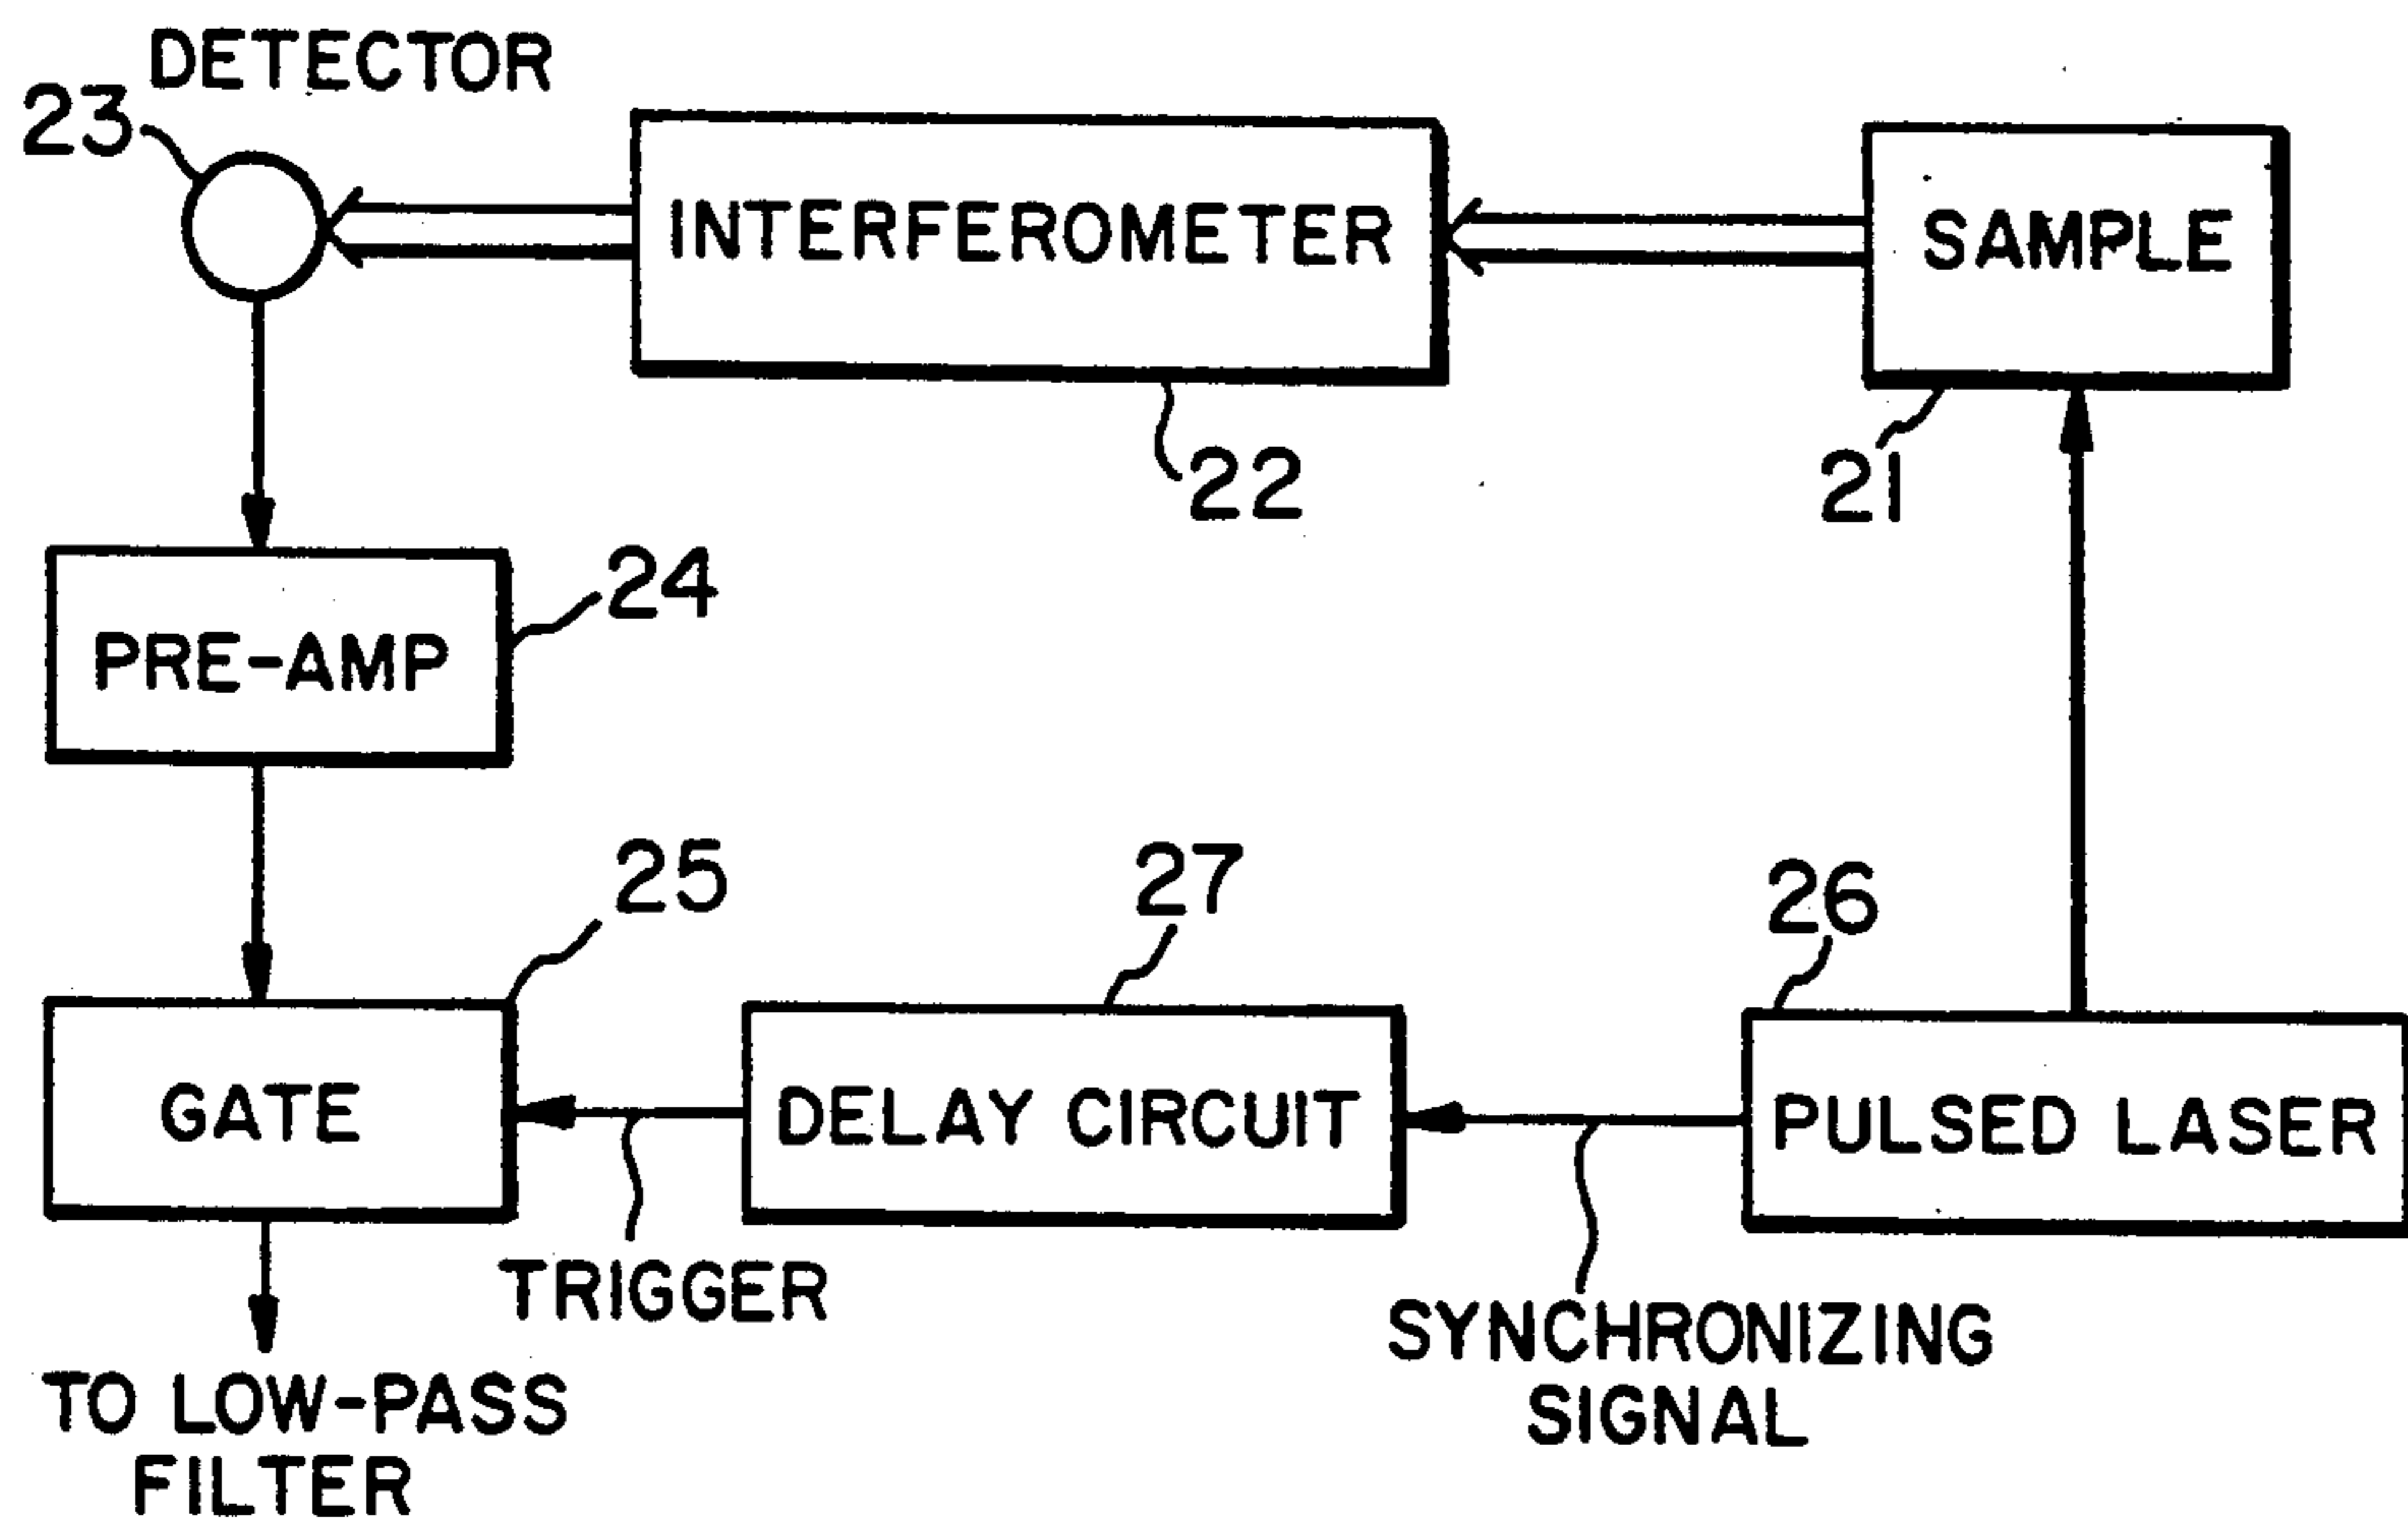 DETECTOR
23
INTERFEROMETER
SAMPLE
22
21
24
PRE-AMP
25
27
26
GATE
DELAY CIRCUIT
PULSED LASER
TRIGGER
SYNCHRONIZING
SIGNAL
TO LOW-PASS
FILTER